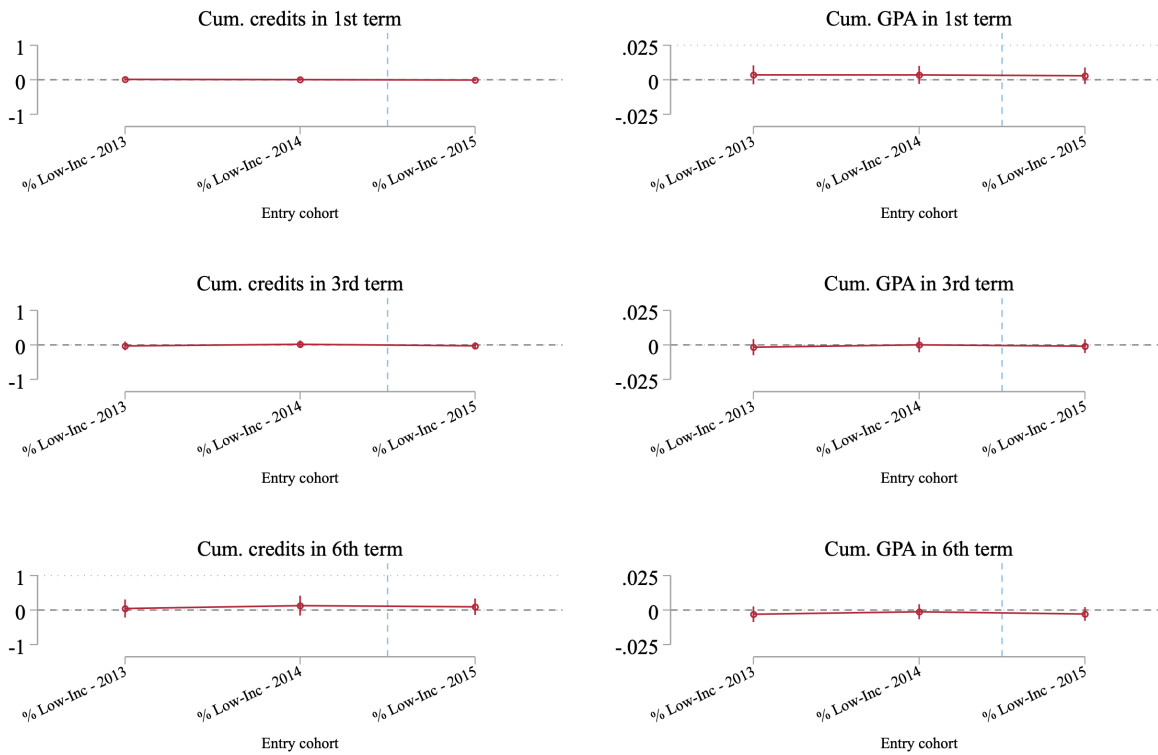 Cum. credits in 1st term
1
0
-1
% Low-Inc - 2013
% Low-Inc - 2014
% Low-Inc - 2015
Entry cohort
Cum. GPA in 1st term
.025
0
-.025
% Low-Inc - 2013
% Low-Inc - 2014
% Low-Inc - 2015
Entry cohort
Cum. credits in 3rd term
1
0
-1
% Low-Inc - 2013
% Low-Inc - 2014
% Low-Inc - 2015
Entry cohort
Cum. GPA in 3rd term
.025
0
-.025
% Low-Inc - 2013
% Low-Inc - 2014
% Low-Inc - 2015
Entry cohort
Cum. credits in 6th term
1
0
-1
% Low-Inc - 2013
% Low-Inc - 2014
% Low-Inc - 2015
Entry cohort
Cum. GPA in 6th term
.025
0
-.025
% Low-Inc - 2013
% Low-Inc - 2014
% Low-Inc - 2015
Entry cohort